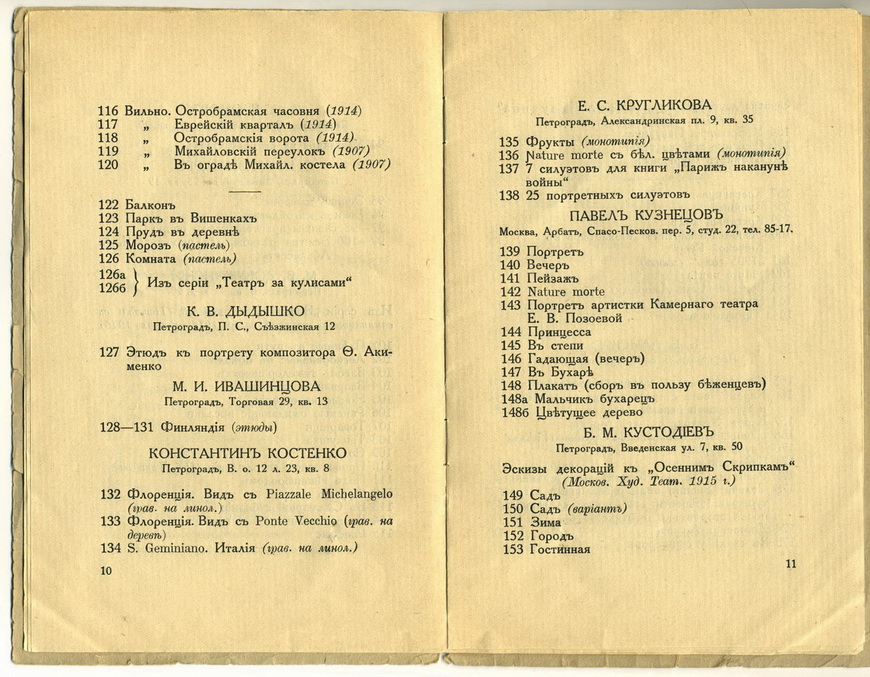 116 Вильно. Остробрамская часовня (1914)
117 „ Еврейскій кварталъ (1914)
118 „ Остробрамскія ворота (1914)
119 „ Михайловскій переулокъ (1907)
120 „ Въ оградѣ Михайл. костела (1907)
122 Балконъ
123 Паркъ въ Вишенкахъ
124 Прудъ въ деревнѣ
125 Морозъ (пастель)
126 Комната (пастель)
126а
126б } Изъ серіи „Театръ за кулисами“
К. В. ДЫДЫШКО
Петроградъ, П. С., Съѣзжинская 12
127 Этюдъ къ портрету композитора Ѳ. Аки-
менко
М. И. ИВАШИНЦОВА
Петроградъ, Торговая 29, кв. 13
128—131 Финляндія (этюды)
КОНСТАНТИНЪ КОСТЕНКО
Петроградъ, В. о. 12 л. 23, кв. 8
132 Флоренція. Видъ съ Piazzale Michelangelo
(грав. на линол.)
133 Флоренція. Видъ съ Ponte Vecchio (грав. на
деревѣ)
134 S. Geminiano. Италія (грав. на линол.)
10
Е. С. КРУГЛИКОВА
Петроградъ, Александринская пл. 9, кв. 35
135 Фрукты (монотипія)
136 Nature morte съ бѣл. цвѣтами (монотипія)
137 7 силуэтовъ для книги „Парижъ наканунѣ
войны“
138 25 портретныхъ силуэтовъ
ПАВЕЛЪ КУЗНЕЦОВЪ
Москва, Арбатъ, Спасо-Песков. пер. 5, студ. 22, тел. 85-17.
139 Портретъ
140 Вечеръ
141 Пейзажъ
142 Nature morte
143 Портретъ артистки Камернаго театра
Е. В. Позоевой
144 Принцесса
145 Въ степи
146 Гадающая (вечеръ)
147 Въ Бухарѣ
148 Плакатъ (сборъ въ пользу бѣженцевъ)
148а Мальчикъ бухарецъ
148б Цвѣтущее дерево
Б. М. КУСТОДІЕВЪ
Петроградъ, Введенская ул. 7, кв. 50
Эскизы декорацій къ „Осеннимъ Скрипкамъ“
(Москов. Худ. Театр. 1915 г.)
149 Садъ
150 Садъ (варіантъ)
151 Зима
152 Городъ
153 Гостинная
11